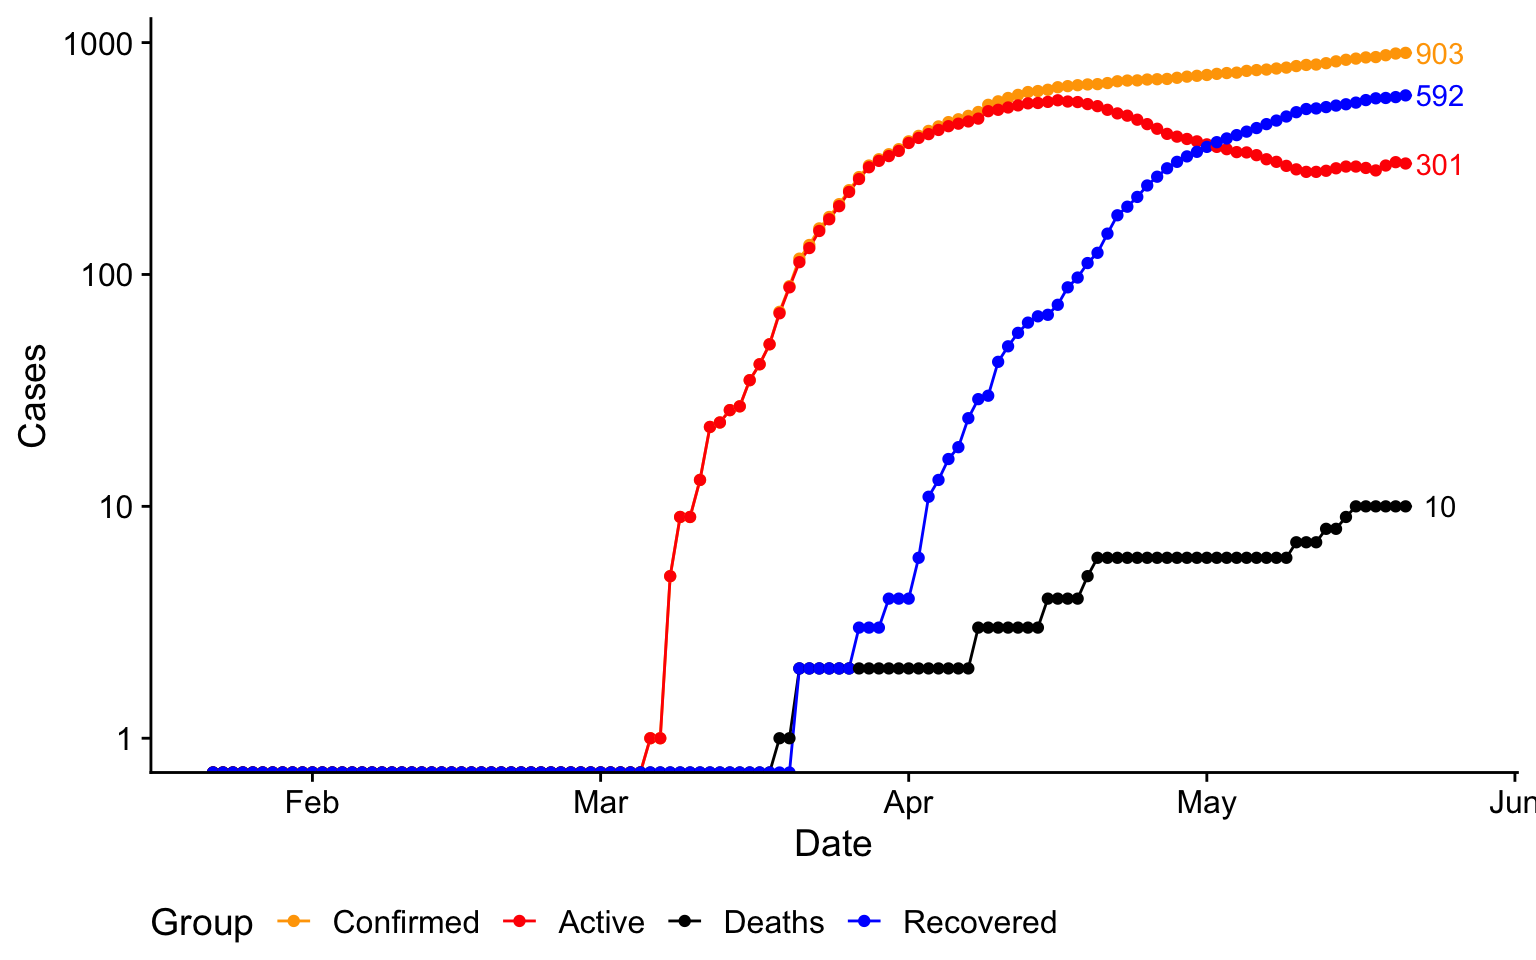 1000
100
10
1
Cases
903
592
301
10
Feb Mar Apr May Jun
Date
Group Confirmed Active Deaths Recovered